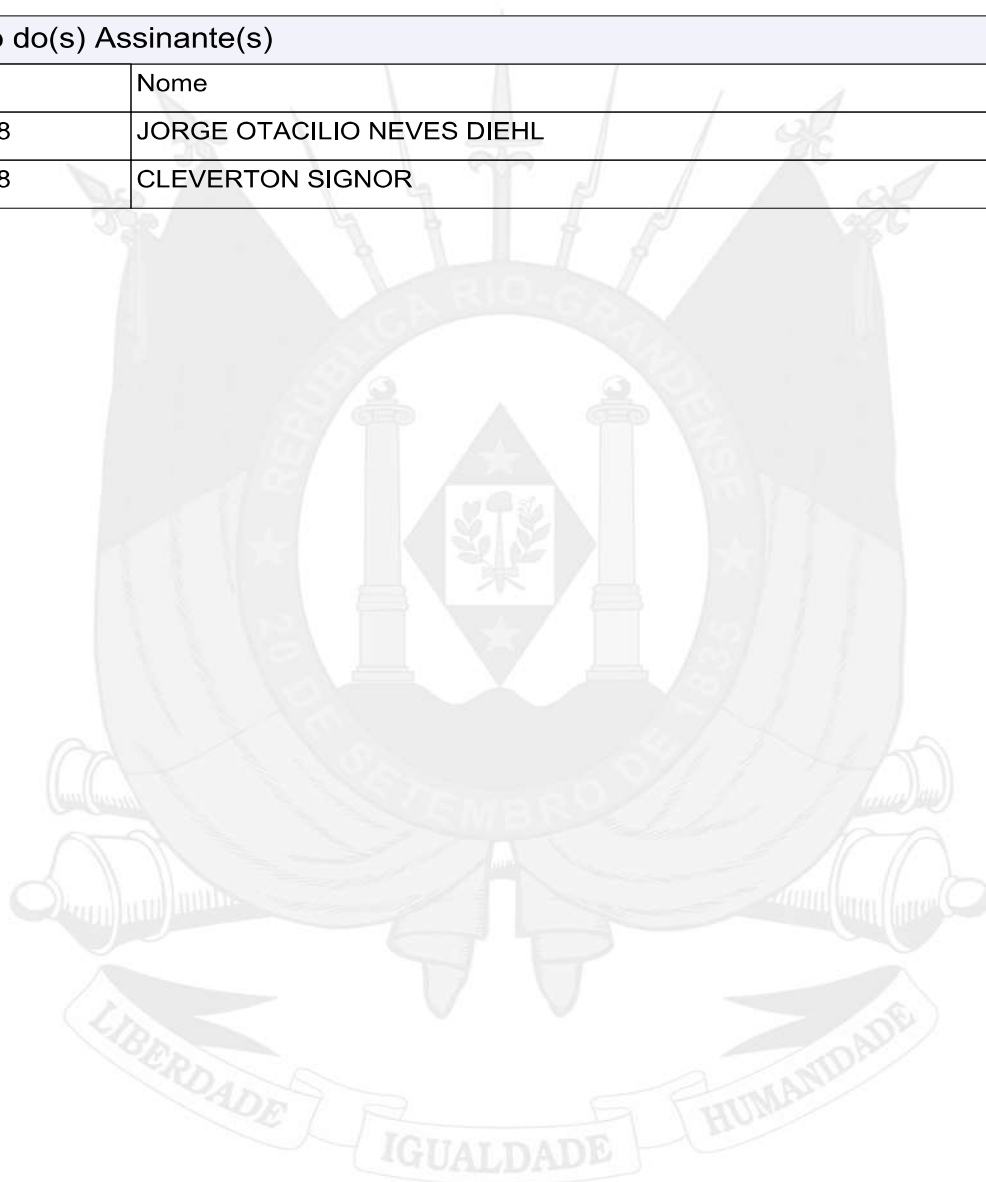 o do(s) Assinante(s)
Nome
8 JORGE OTACILIO NEVES DIEHL
8 CLEVERTON SIGNOR
REPUBLICA RIO-GRANDENSE
20 DE SETEMBRO DE 1835
LIBERDADE IGUALDADE HUMANIDADE